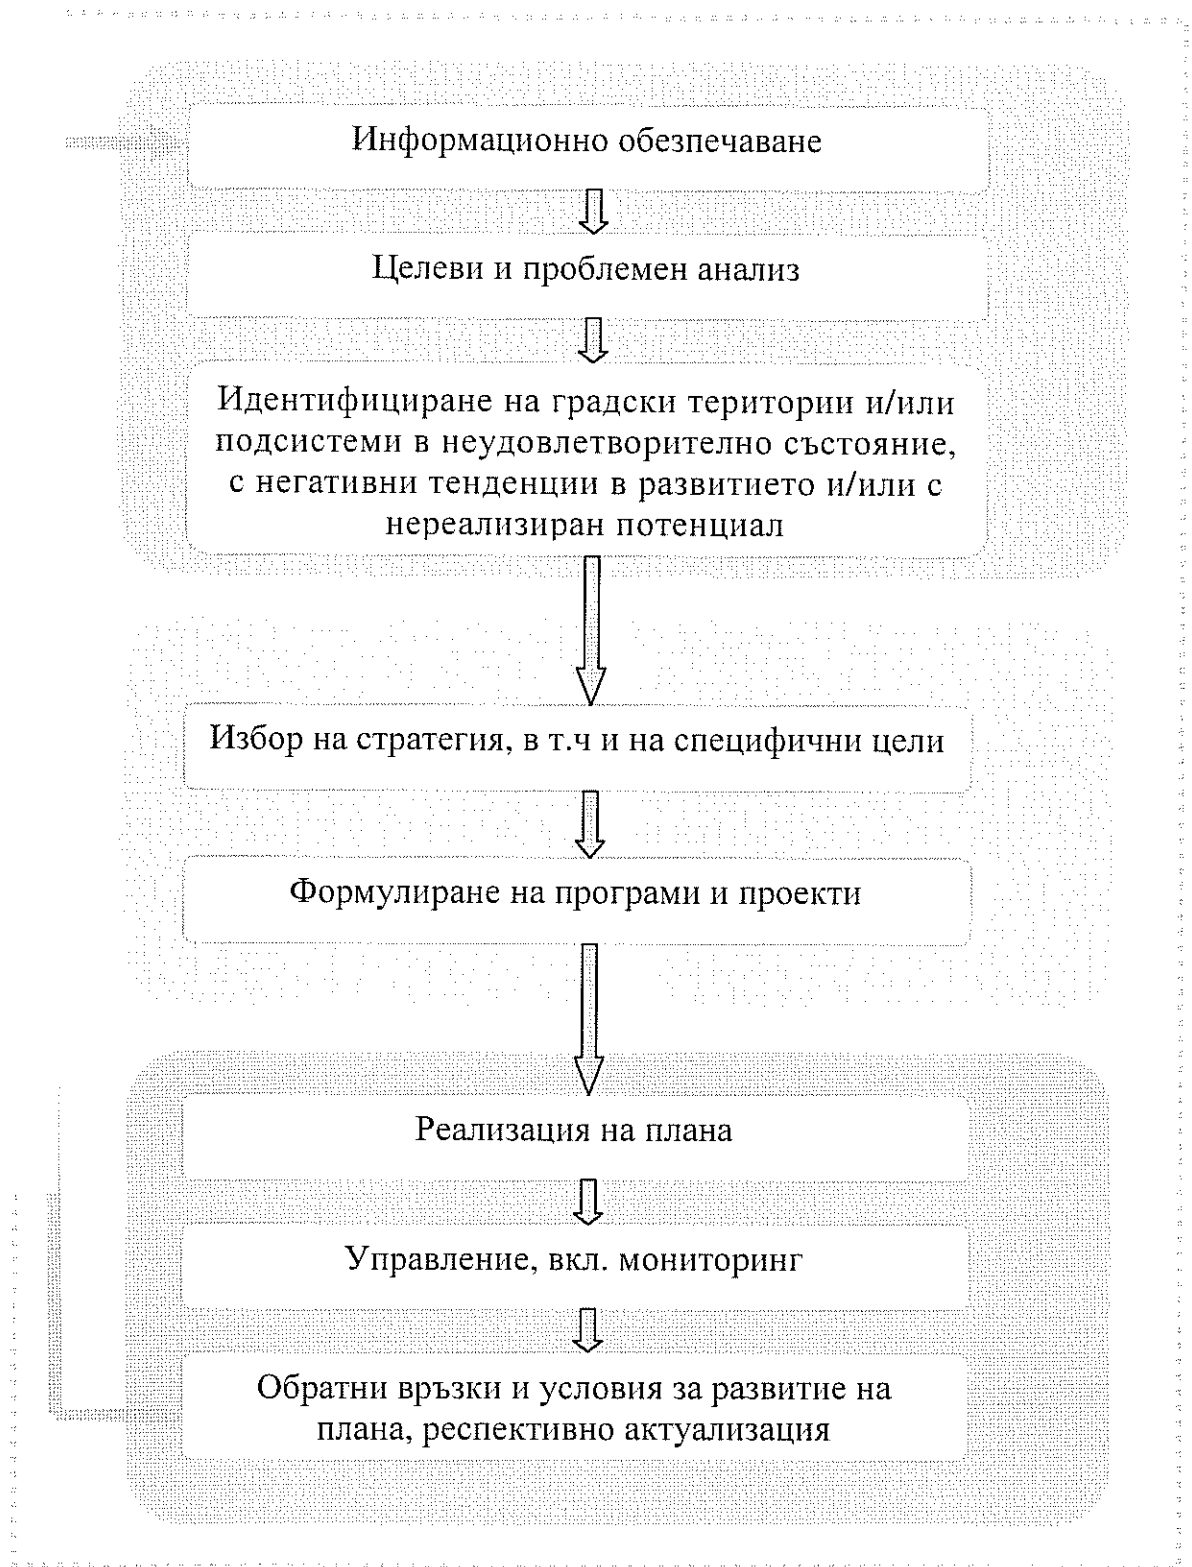 Информационно обезпечаване
Целеви и проблемен анализ
Идентифициране на градски територии и/или
подсистеми в неудовлетворително състояние,
с негативни тенденции в развитието и/или с
нереализиран потенциал
Избор на стратегия, в т.ч и на специфични цели
Формулиране на програми и проекти
Реализация на плана
Управление, вкл. мониторинг
Обратни връзки и условия за развитие на
плана, респективно актуализация